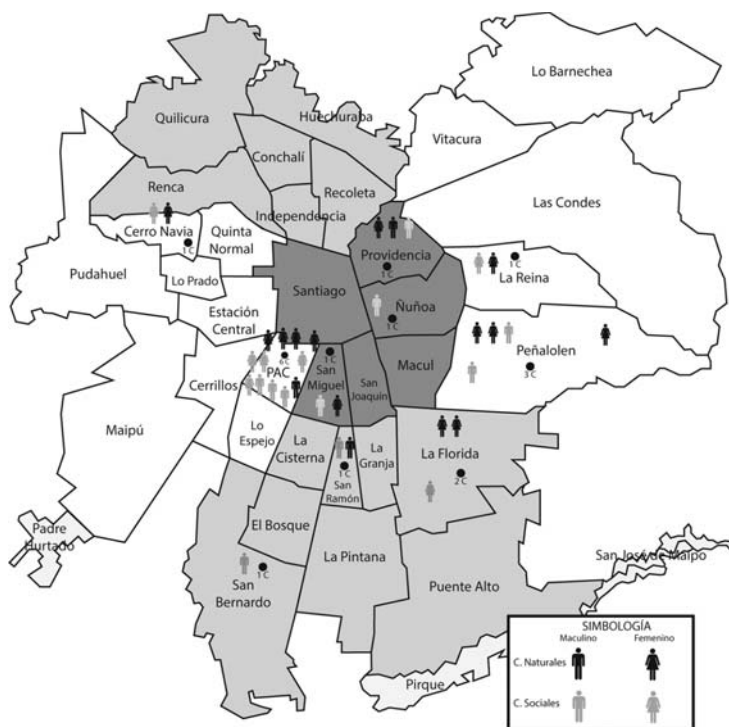 Lo Barnechea
Quilicura
Huechuraba
Vitacura
Conchalí
Renca
Recoleta
Las Condes
Independencia
Cerro Navia
1 C
Quinta
Normal
Providencia
1 C
1 C
La Reina
Pudahuel
Lo Prado
Santiago
Ñuñoa
1 C
Estación
Central
Peñalolen
3 C
6 C
PAC
1 C
San
Miguel
Macul
San
Joaquín
Cerrillos
Maipú
Lo
Espejo
La
Cisterna
La
Granja
La Florida
2 C
1 C
San
Ramón
El Bosque
Padre
Hurtado
La Pintana
San José de Maipo
1 C
San
Bernardo
Puente Alto
Pirque
SIMBOLOGÍA
Maculino
Femenino
C. Naturales
C. Sociales